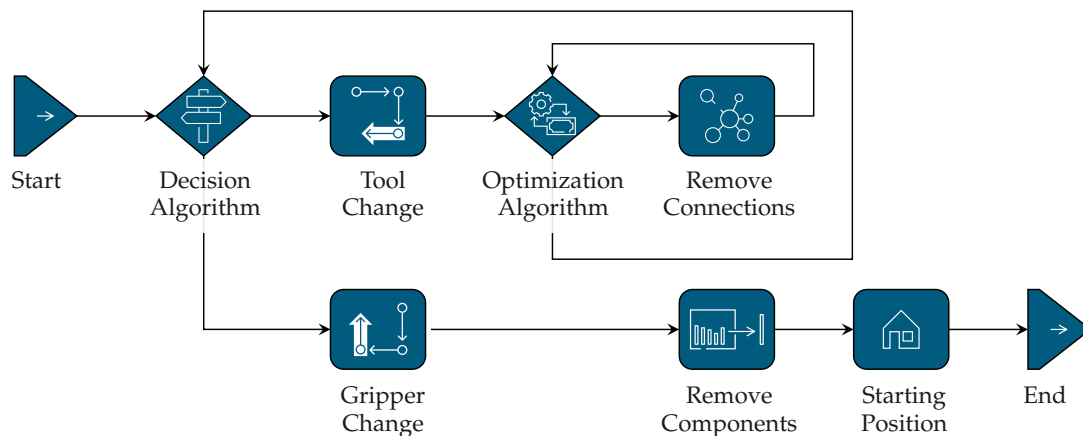 Start
Decision
Algorithm
Tool
Change
Optimization
Algorithm
Remove
Connections
Gripper
Change
Remove
Components
Starting
Position
End